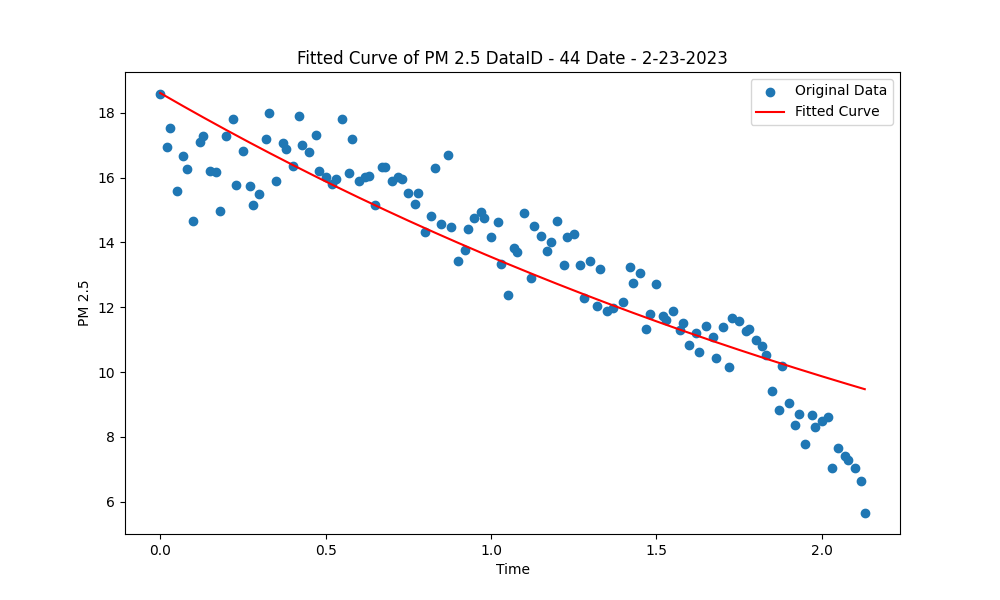 Fitted Curve of PM 2.5 DataID - 44 Date - 2-23-2023
Original Data
Fitted Curve
18
16
14
12
10
8
6
PM 2.5
0.0 0.5 1.0 1.5 2.0
Time